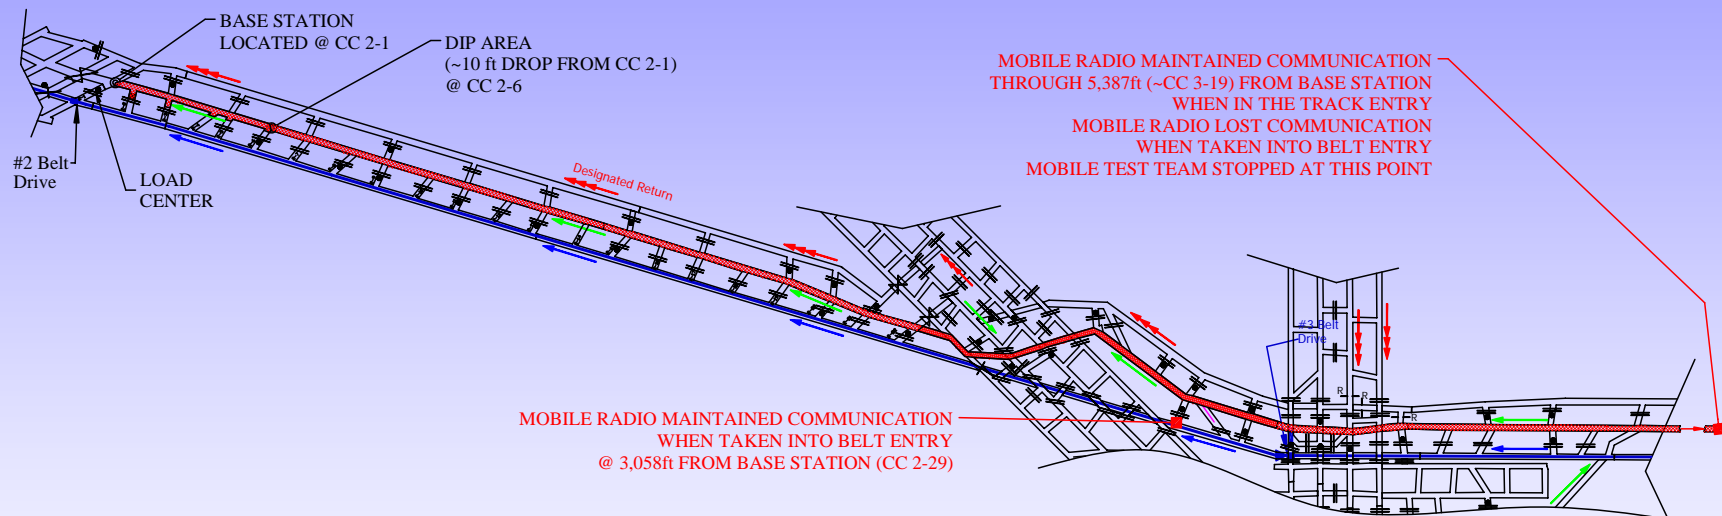 BASE STATION
LOCATED @ CC 2-1
DIP AREA
(~10 ft DROP FROM CC 2-1)
@ CC 2-6
MOBILE RADIO MAINTAINED COMMUNICATION
THROUGH 5,387ft (~CC 3-19) FROM BASE STATION
WHEN IN THE TRACK ENTRY
MOBILE RADIO LOST COMMUNICATION
WHEN TAKEN INTO BELT ENTRY
MOBILE TEST TEAM STOPPED AT THIS POINT
#2 Belt
Drive
LOAD
CENTER
Designated Return
#3 Belt
Drive
R
R
R
MOBILE RADIO MAINTAINED COMMUNICATION
WHEN TAKEN INTO BELT ENTRY
@ 3,058ft FROM BASE STATION (CC 2-29)